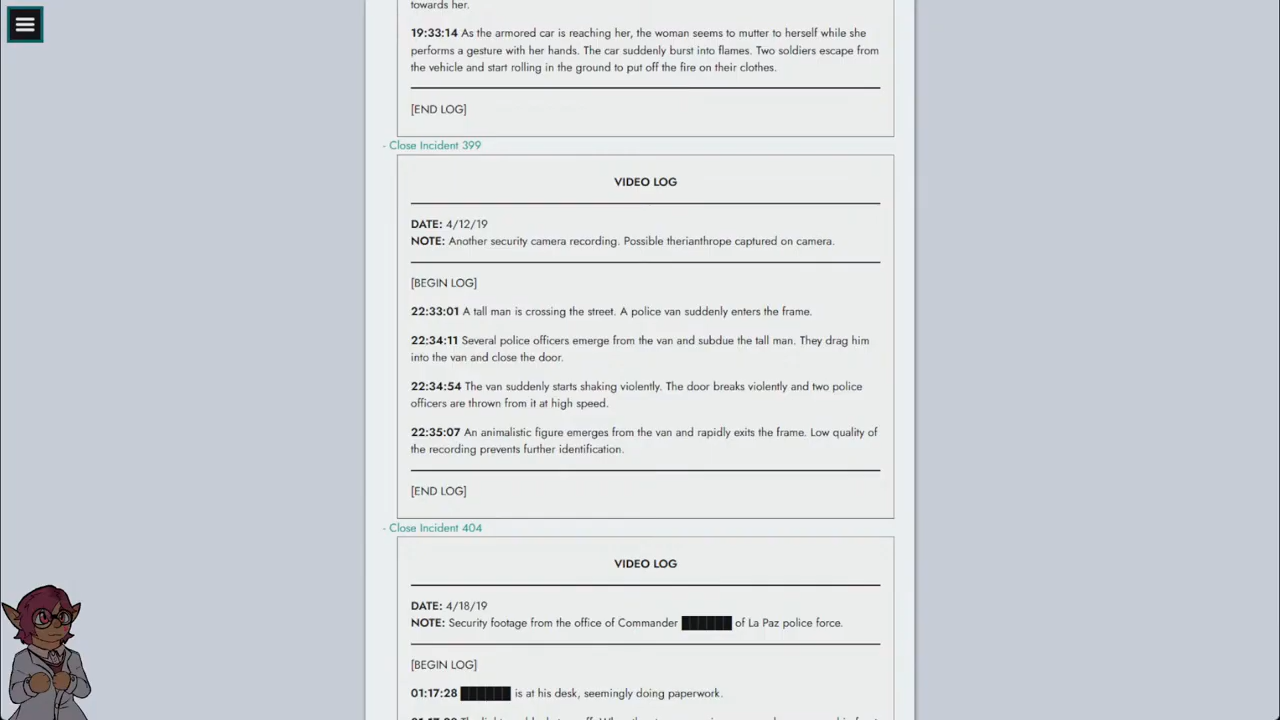 towards her.
19:33:14 As the armored car is reaching her, the woman seems to mutter to herself while she
performs a gesture with her hands. The car suddenly burst into flames. Two soldiers escape from
the vehicle and start rolling in the ground to put off the fire on their clothes.
[END LOG]
- Close Incident 399
VIDEO LOG
DATE: 4/12/19
NOTE: Another security camera recording. Possible therianthrope captured on camera.
[BEGIN LOG]
22:33:01 A tall man is crossing the street. A police van suddenly enters the frame.
22:34:11 Several police officers emerge from the van and subdue the tall man. They drag him
into the van and close the door.
22:34:54 The van suddenly starts shaking violently. The door breaks violently and two police
officers are thrown from it at high speed.
22:35:07 An animalistic figure emerges from the van and rapidly exits the frame. Low quality of
the recording prevents further identification.
[END LOG]
- Close Incident 404
VIDEO LOG
DATE: 4/18/19
NOTE: Security footage from the office of Commander ██████ of La Paz police force.
[BEGIN LOG]
01:17:28 ██████ is at his desk, seemingly doing paperwork.